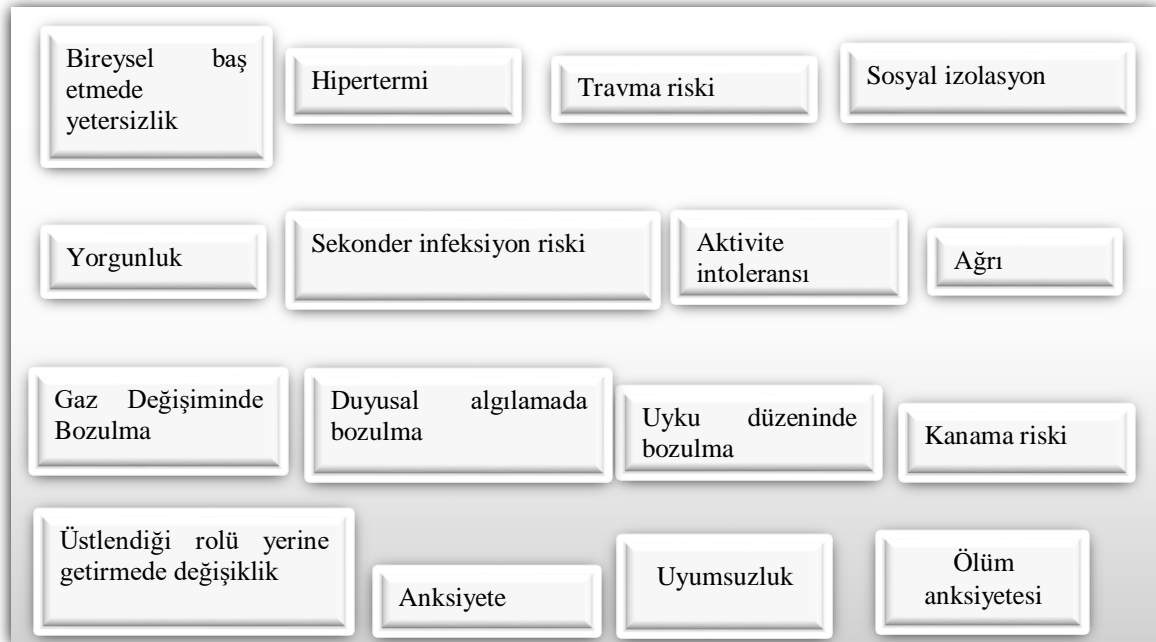 Bireysel baş
etmede
yetersizlik
Hipertermi
Travma riski
Sosyal izolasyon
Yorgunluk
Sekonder infeksiyon riski
Aktivite
intoleransı
Ağrı
Gaz Değişiminde
Bozulma
Duyusal algılamada
bozulma
Uyku düzeninde
bozulma
Kanama riski
Üstlendiği rolü yerine
getirmede değişiklik
Anksiyete
Uyumsuzluk
Ölüm
anksiyetesi